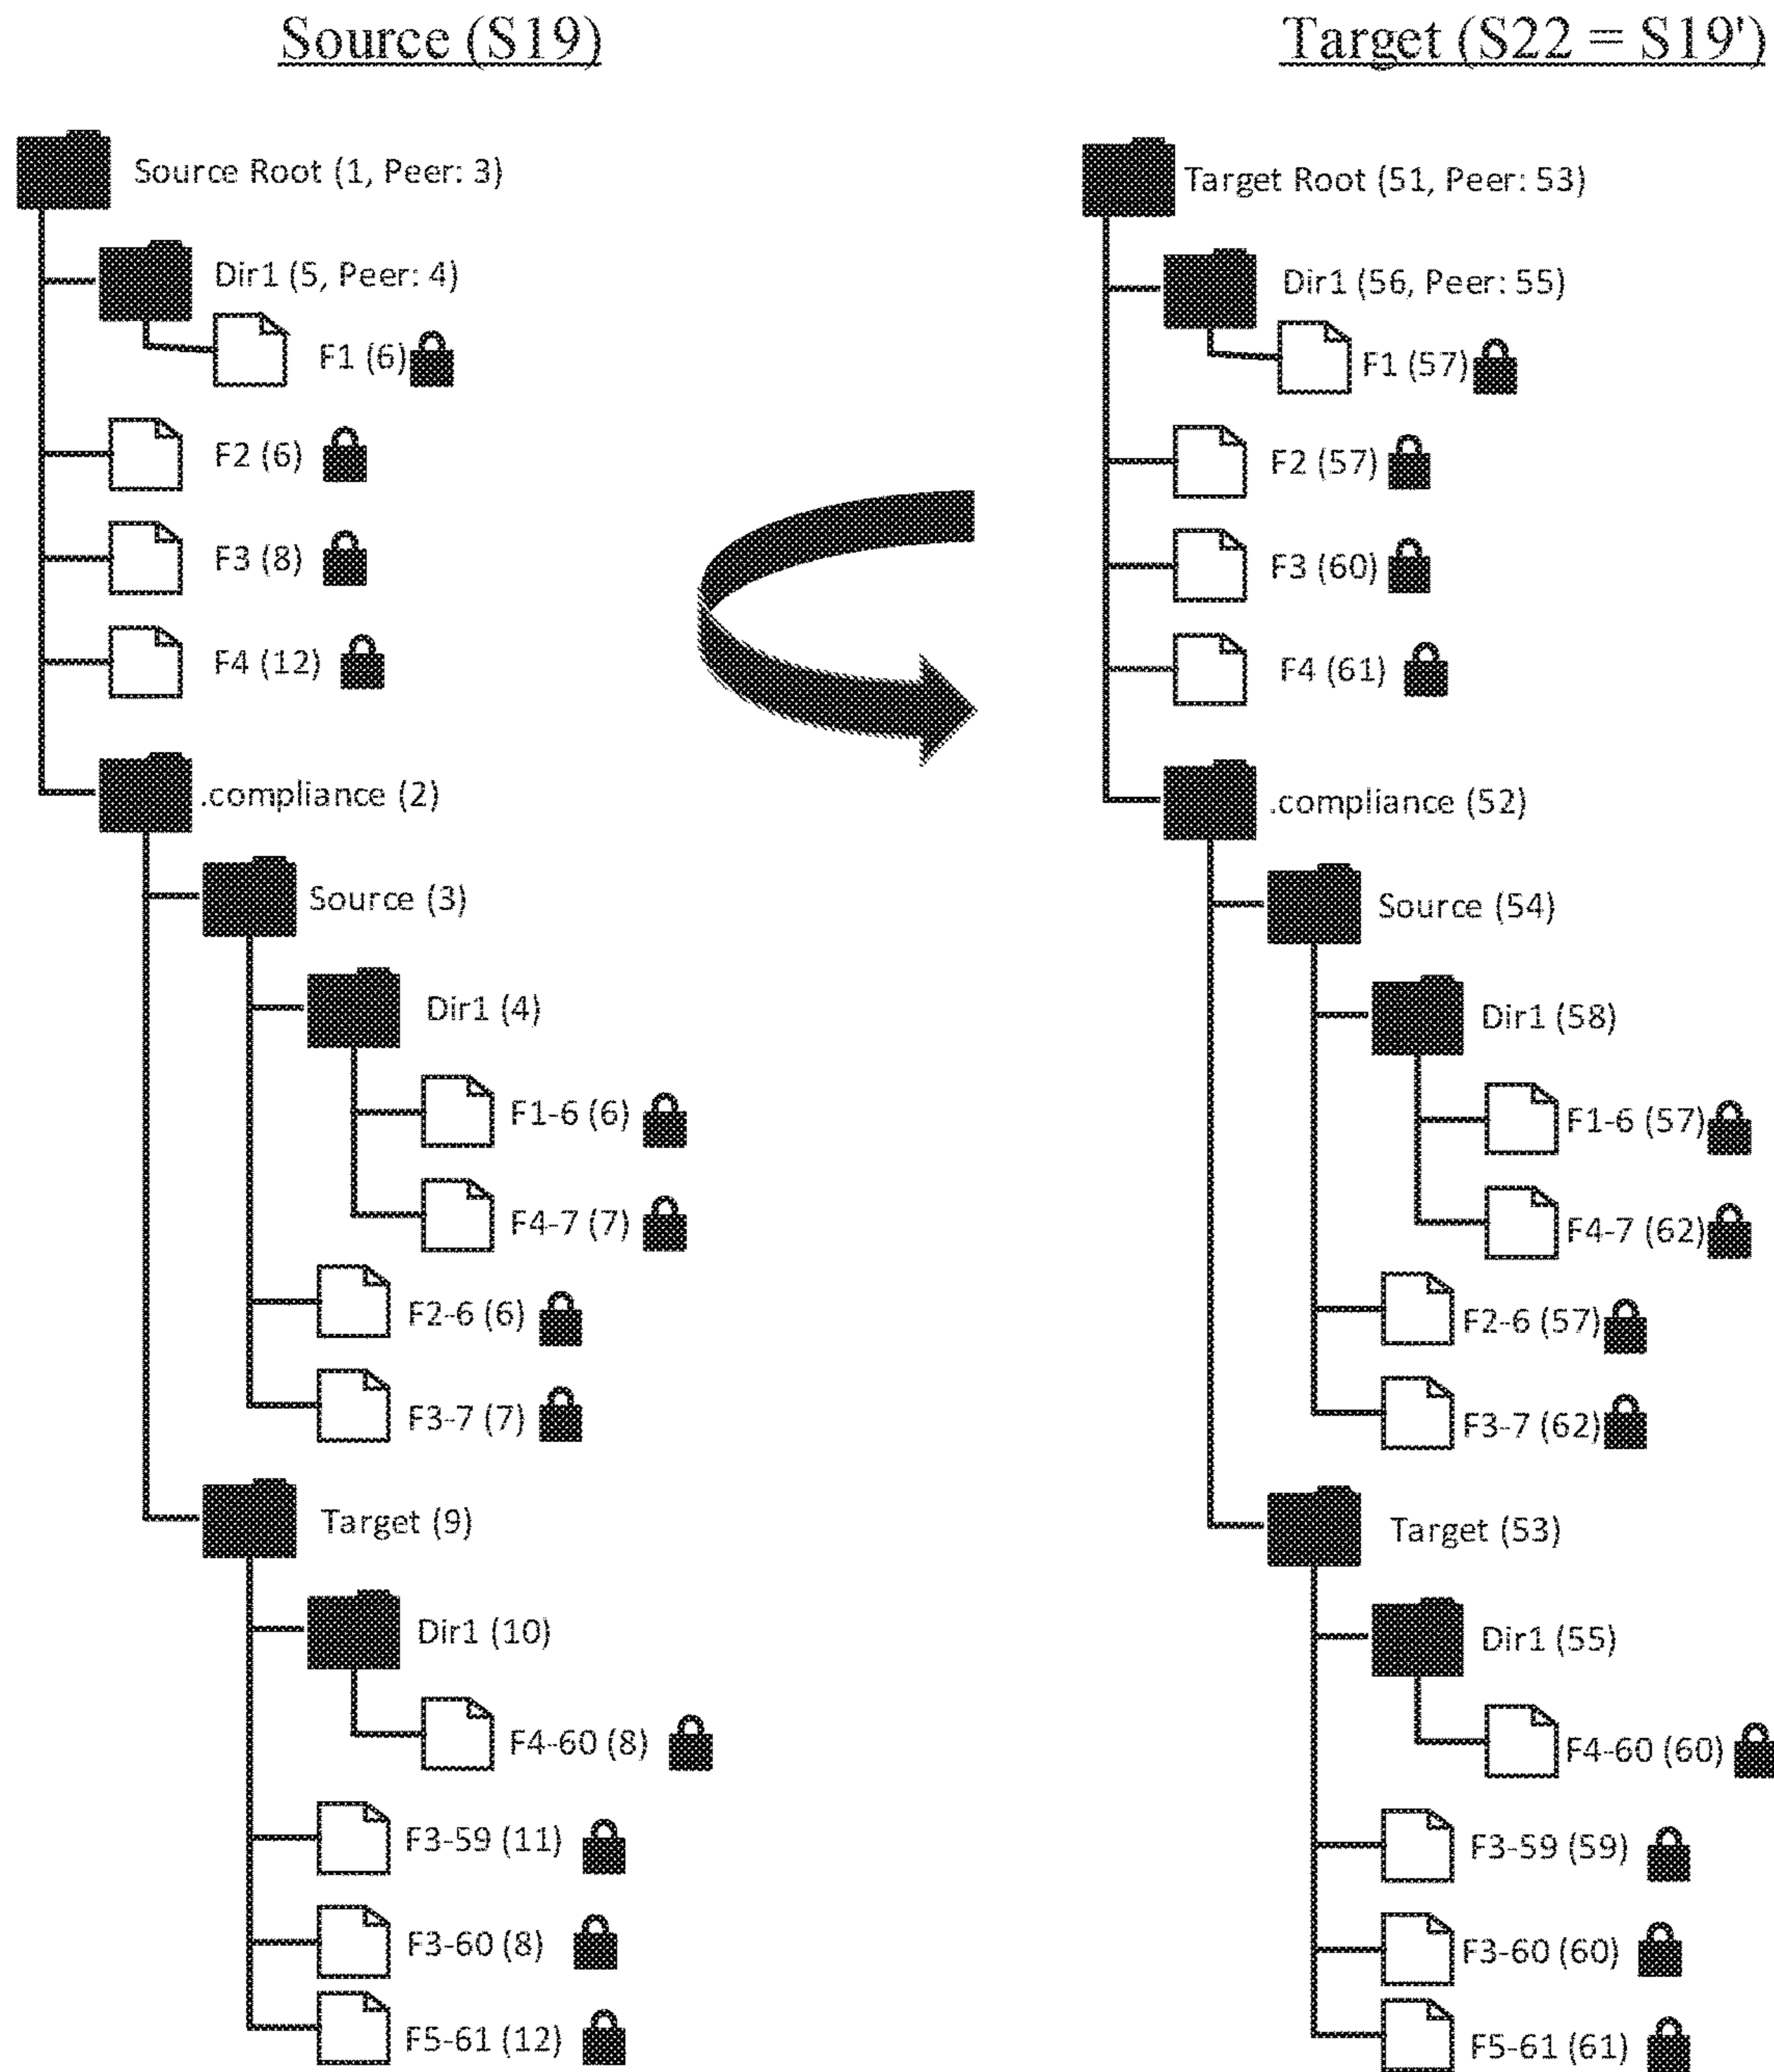 Source (S19)
Source Root (1, Peer: 3)
Dir1 (5, Peer: 4)
F1 (6)
F2 (6)
F3 (8)
F4 (12)
.compliance (2)
Source (3)
Dir1 (4)
F1-6 (6)
F4-7 (7)
F2-6 (6)
F3-7 (7)
Target (9)
Dir1 (10)
F4-60 (8)
F3-59 (11)
F3-60 (8)
F5-61 (12)
Target (S22 = S19')
Target Root (51, Peer: 53)
Dir1 (56, Peer: 55)
F1 (57)
F2 (57)
F3 (60)
F4 (61)
.compliance (52)
Source (54)
Dir1 (58)
F1-6 (57)
F4-7 (62)
F2-6 (57)
F3-7 (62)
Target (53)
Dir1 (55)
F4-60 (60)
F3-59 (59)
F3-60 (60)
F5-61 (61)